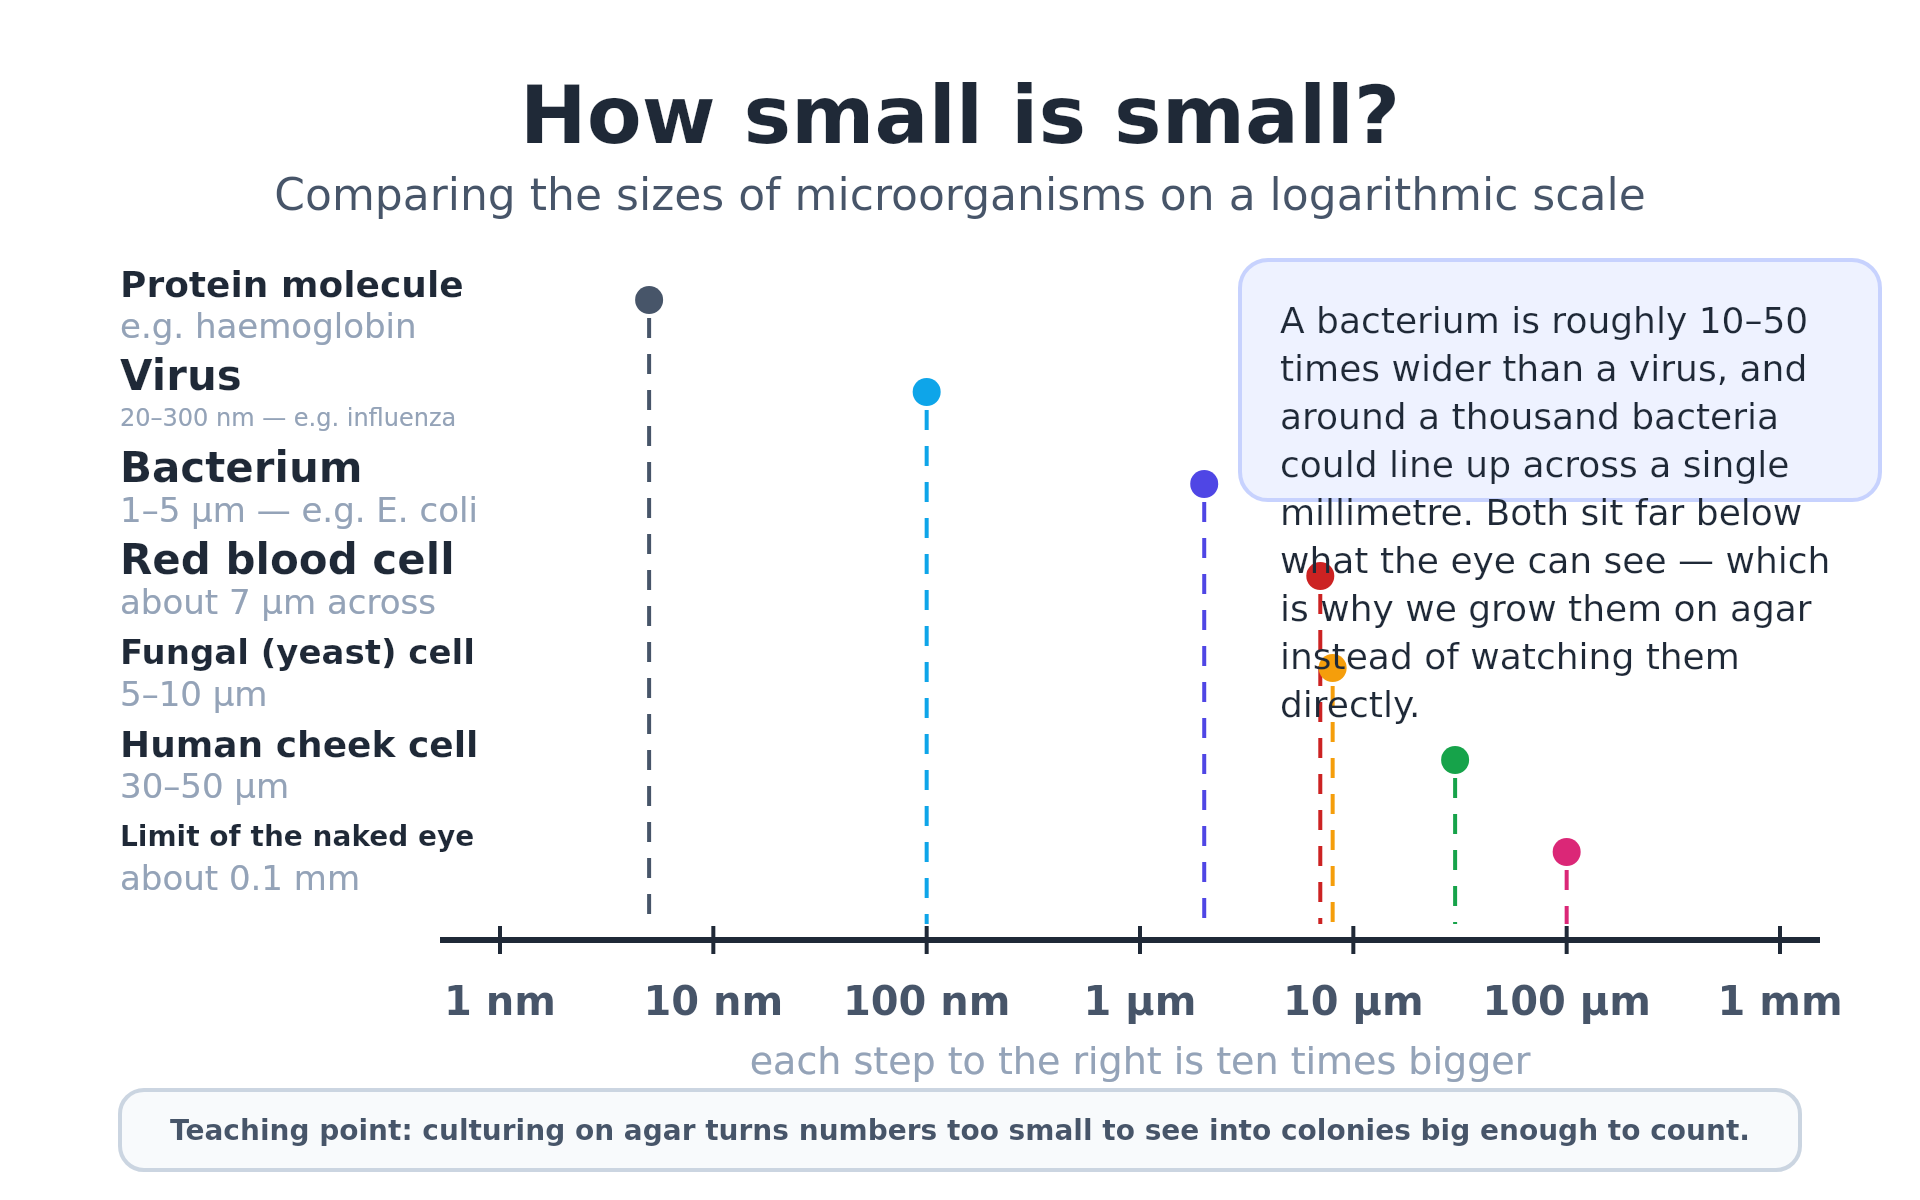 How small is small?
Comparing the sizes of microorganisms on a logarithmic scale
Protein molecule
e.g. haemoglobin
Virus
20–300 nm — e.g. influenza
Bacterium
1–5 µm — e.g. E. coli
Red blood cell
about 7 µm across
Fungal (yeast) cell
5–10 µm
Human cheek cell
30–50 µm
Limit of the naked eye
about 0.1 mm
A bacterium is roughly 10–50
times wider than a virus, and
around a thousand bacteria
could line up across a single
millimetre. Both sit far below
what the eye can see — which
is why we grow them on agar
instead of watching them
directly.
1 nm
10 nm
100 nm
1 µm
10 µm
100 µm
1 mm
each step to the right is ten times bigger
Teaching point: culturing on agar turns numbers too small to see into colonies big enough to count.